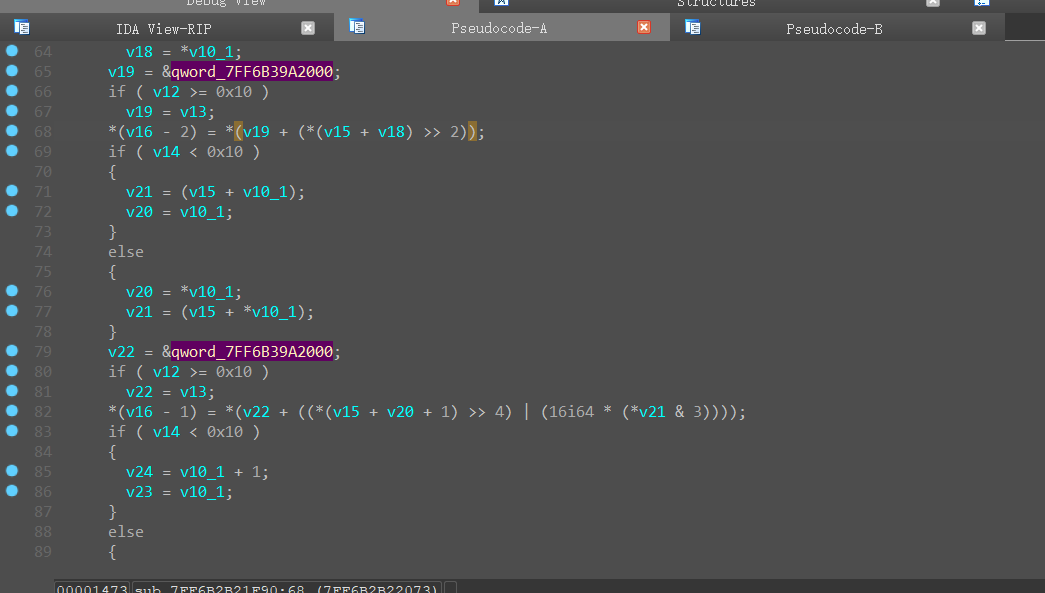 Debug View
Structures
IDA View-RIP
Pseudocode-A
Pseudocode-B
64 v18 = *v10_1;
65 v19 = &qword_7FF6B39A2000;
66 if ( v12 >= 0x10 )
67 v19 = v13;
68 *(v16 - 2) = *(v19 + (*(v15 + v18) >> 2));
69 if ( v14 < 0x10 )
70 {
71 v21 = (v15 + v10_1);
72 v20 = v10_1;
73 }
74 else
75 {
76 v20 = *v10_1;
77 v21 = (v15 + *v10_1);
78 }
79 v22 = &qword_7FF6B39A2000;
80 if ( v12 >= 0x10 )
81 v22 = v13;
82 *(v16 - 1) = *(v22 + ((*(v15 + v20 + 1) >> 4) | (16i64 * (*v21 & 3))));
83 if ( v14 < 0x10 )
84 {
85 v24 = v10_1 + 1;
86 v23 = v10_1;
87 }
88 else
89 {
00001473 sub_7FF6B2B21F90:68 (7FF6B2B22073)